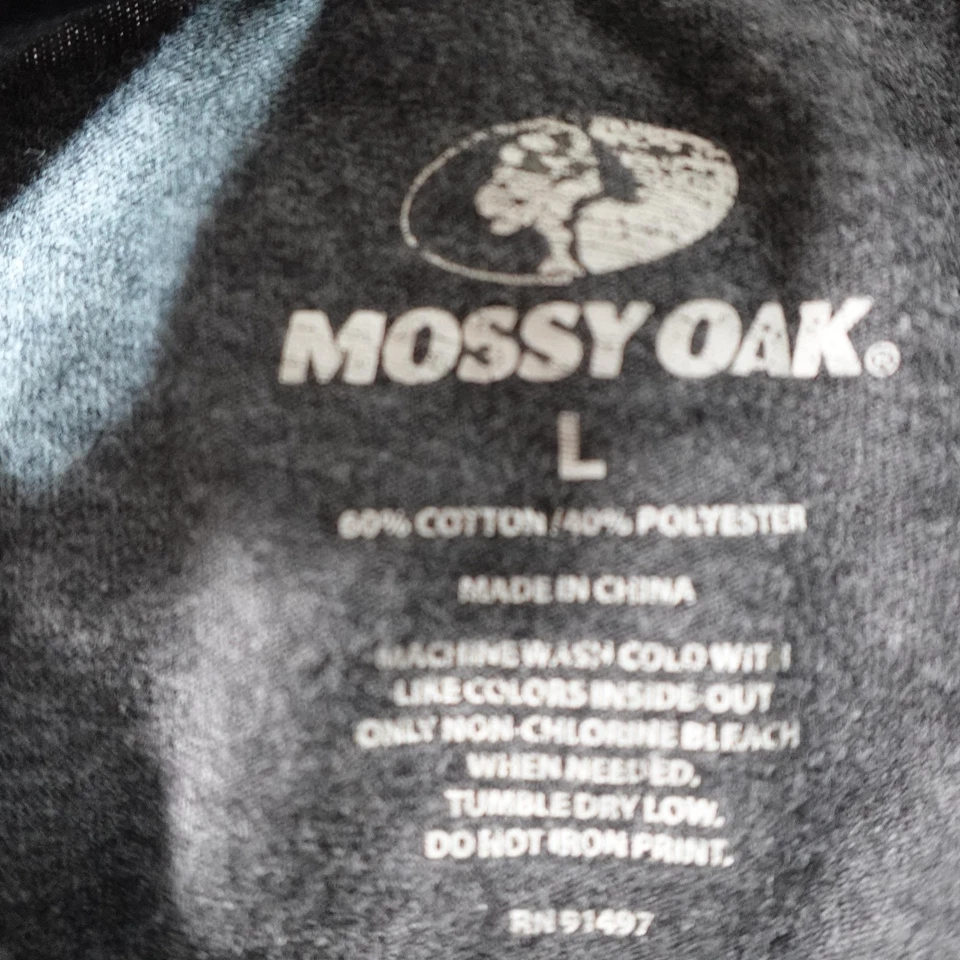 MOSSY OAK®
L
60% COTTON/40% POLYESTER
MADE IN CHINA
MACHINE WASH COLD WITH
LIKE COLORS INSIDE-OUT
ONLY NON-CHLORINE BLEACH
WHEN NEEDED.
TUMBLE DRY LOW.
DO NOT IRON PRINT.
RN 91497